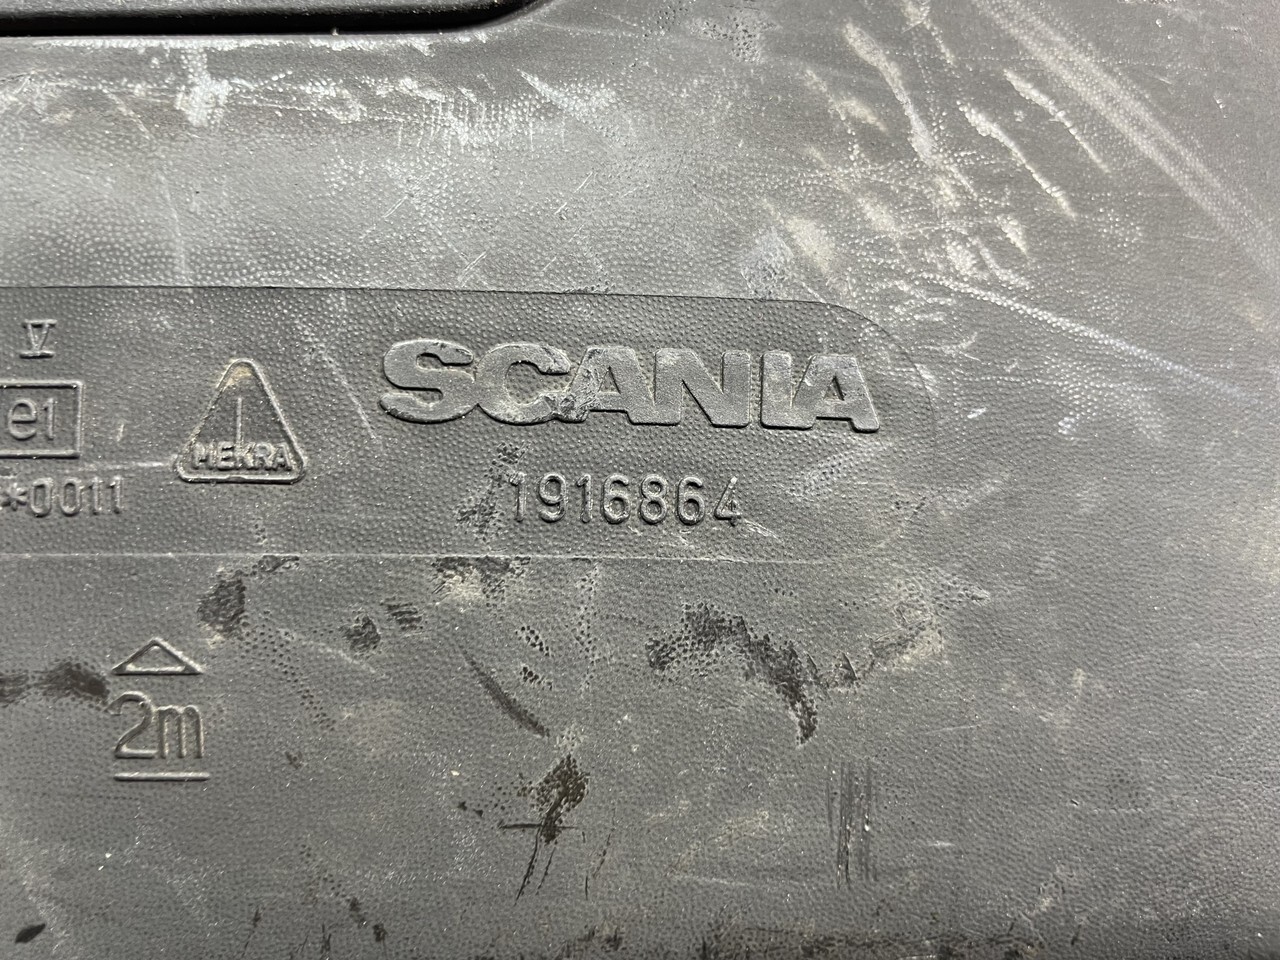 V
e1
*0011
MEKRA
SCANIA
1916864
2m